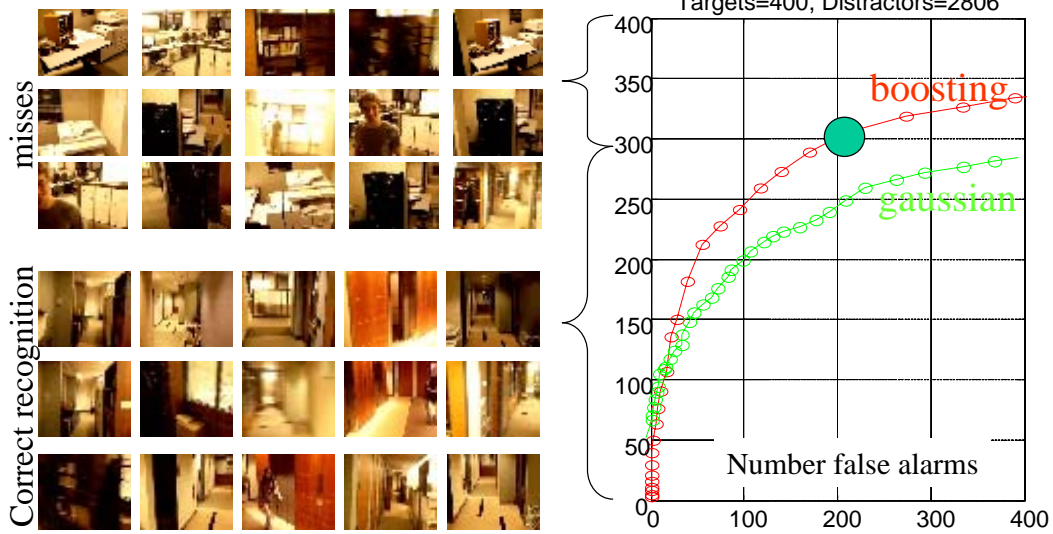 misses
Correct recognition
Targets=400, Distractors=2806
400
350
300
250
200
150
100
50
0
boosting
gaussian
Number false alarms
0
100
200
300
400